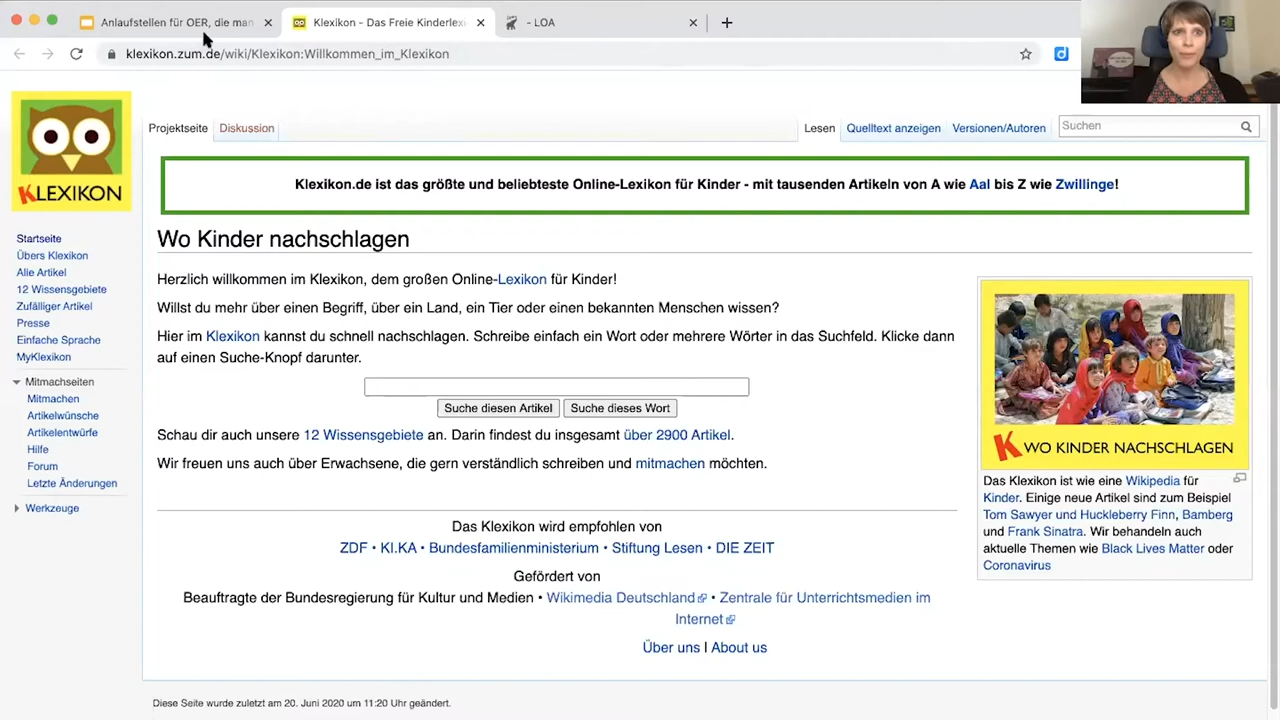 Anlaufstellen für OER, die man
Klexikon - Das Freie Kinderlexi
- LOA
klexikon.zum.de/wiki/Klexikon:Willkommen_im_Klexikon
KLEXIKON
Projektseite
Diskussion
Lesen
Quelltext anzeigen
Versionen/Autoren
Suchen
Klexikon.de ist das größte und beliebteste Online-Lexikon für Kinder - mit tausenden Artikeln von A wie Aal bis Z wie Zwillinge!
Startseite
Übers Klexikon
Alle Artikel
12 Wissensgebiete
Zufälliger Artikel
Presse
Einfache Sprache
MyKlexikon
Mitmachseiten
Mitmachen
Artikelwünsche
Artikelentwürfe
Hilfe
Forum
Letzte Änderungen
Werkzeuge
Wo Kinder nachschlagen
Herzlich willkommen im Klexikon, dem großen Online-Lexikon für Kinder!
Willst du mehr über einen Begriff, über ein Land, ein Tier oder einen bekannten Menschen wissen?
Hier im Klexikon kannst du schnell nachschlagen. Schreibe einfach ein Wort oder mehrere Wörter in das Suchfeld. Klicke dann
auf einen Suche-Knopf darunter.
Suche diesen Artikel
Suche dieses Wort
Schau dir auch unsere 12 Wissensgebiete an. Darin findest du insgesamt über 2900 Artikel.
Wir freuen uns auch über Erwachsene, die gern verständlich schreiben und mitmachen möchten.
K WO KINDER NACHSCHLAGEN
Das Klexikon ist wie eine Wikipedia für
Kinder. Einige neue Artikel sind zum Beispiel
Tom Sawyer und Huckleberry Finn, Bamberg
und Frank Sinatra. Wir behandeln auch
aktuelle Themen wie Black Lives Matter oder
Coronavirus
Das Klexikon wird empfohlen von
ZDF • KI.KA • Bundesfamilienministerium • Stiftung Lesen • DIE ZEIT
Gefördert von
Beauftragte der Bundesregierung für Kultur und Medien • Wikimedia Deutschland • Zentrale für Unterrichtsmedien im
Internet
Über uns | About us
Diese Seite wurde zuletzt am 20. Juni 2020 um 11:20 Uhr geändert.